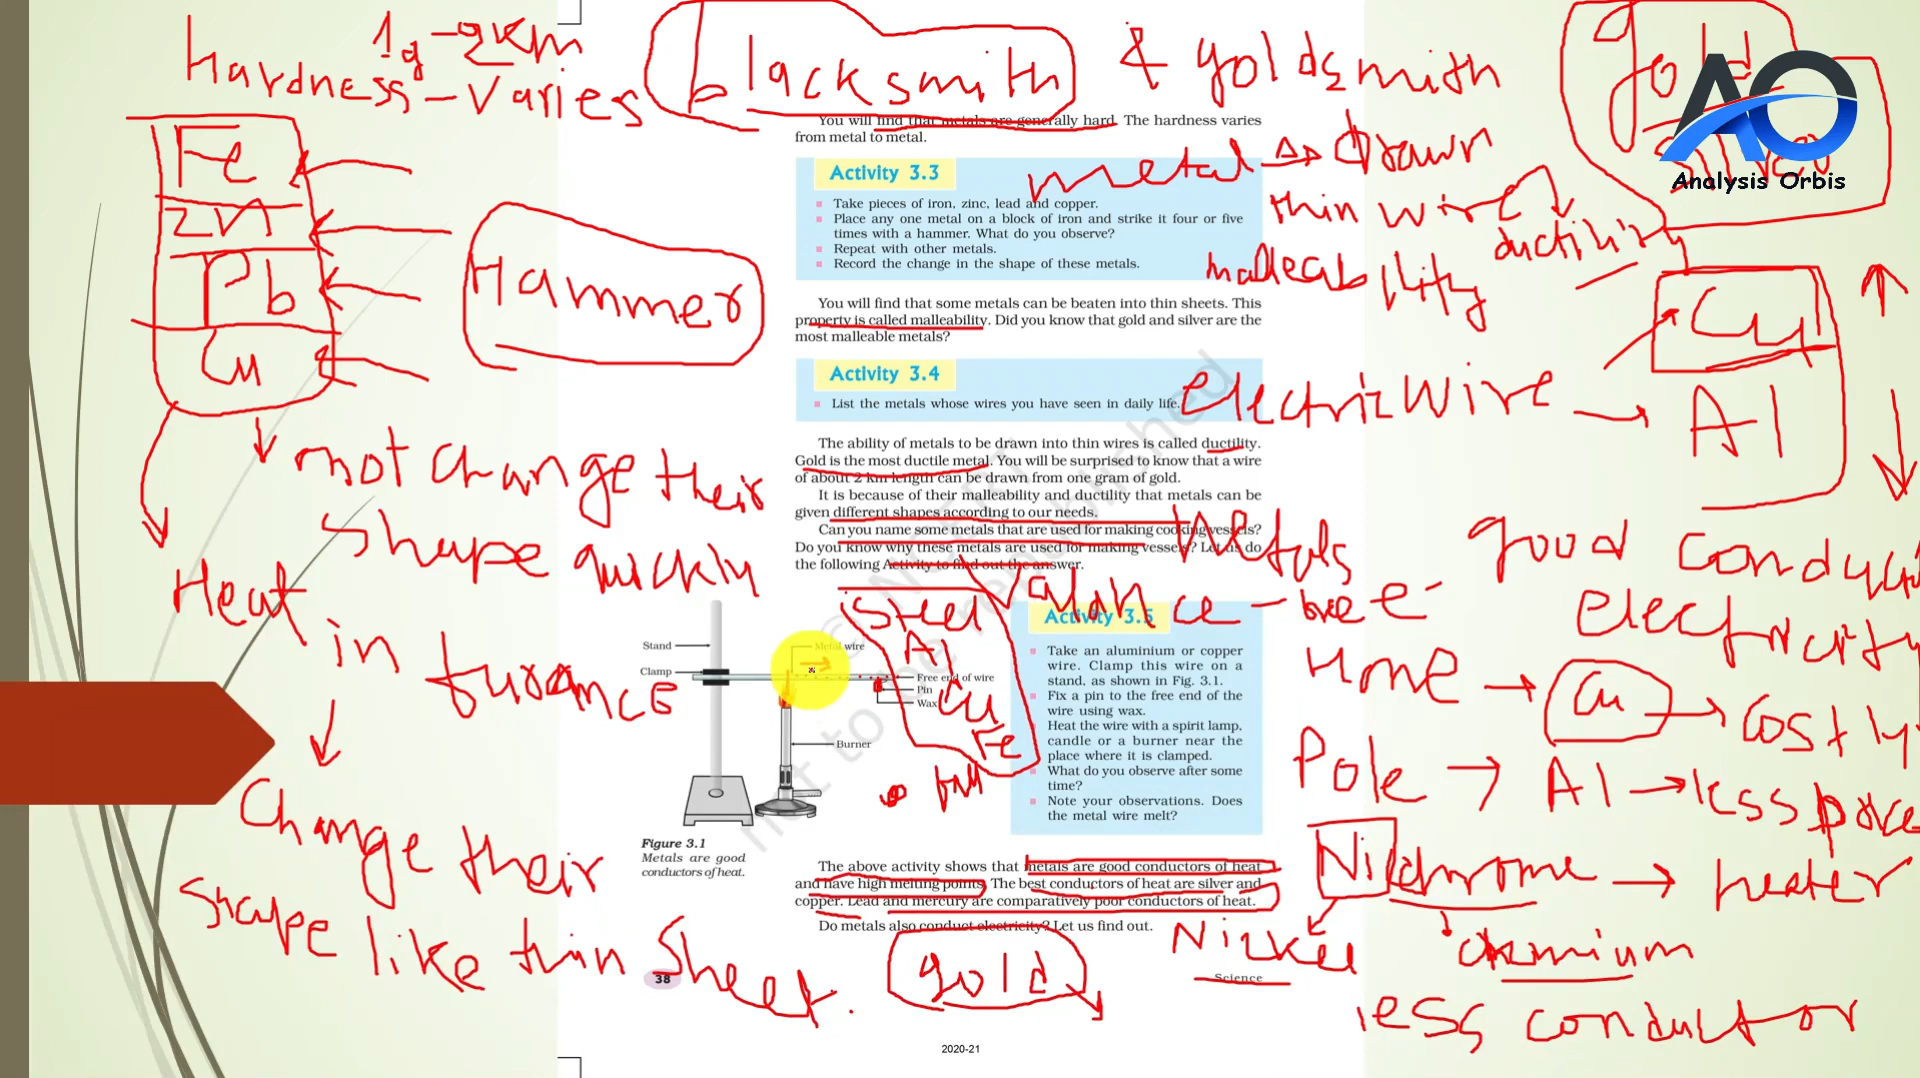 1g-2km
Hardness-Varies
blacksmith & goldsmith
gold
AO
Analysis Orbis
You will find that metals are generally hard. The hardness varies
from metal to metal.
metal → Drawn
thin wire
ductility
malleability
Activity 3.3
Take pieces of iron, zinc, lead and copper.
Place any one metal on a block of iron and strike it four or five
times with a hammer. What do you observe?
Repeat with other metals.
Record the change in the shape of these metals.
Fe
Zn
Pb
Cu
Hammer
You will find that some metals can be beaten into thin sheets. This
property is called malleability. Did you know that gold and silver are the
most malleable metals?
Activity 3.4
List the metals whose wires you have seen in daily life.
Electric wire →
Cu
Al
The ability of metals to be drawn into thin wires is called ductility.
Gold is the most ductile metal. You will be surprised to know that a wire
of about 2 km length can be drawn from one gram of gold.
It is because of their malleability and ductility that metals can be
given different shapes according to our needs.
Can you name some metals that are used for making cooking vessels?
Do you know why these metals are used for making vessels? Let us do
the following Activity to find out the answer.
not change their
shape quickly
Heat
in furance
Change their
shape like thin sheet.
Steel
Al
Cu
Fe
Metals
good
electricity
Home → Cu → Costly
Pole → Al → less
Nichrome → heater
Nickel
less conductor
Stand
Clamp
Metal wire
Free end of wire
Pin
Wax
Burner
Figure 3.1
Metals are good
conductors of heat.
Activity 3.5
Take an aluminium or copper
wire. Clamp this wire on a
stand, as shown in Fig. 3.1.
Fix a pin to the free end of the
wire using wax.
Heat the wire with a spirit lamp,
candle or a burner near the
place where it is clamped.
What do you observe after some
time?
Note your observations. Does
the metal wire melt?
The above activity shows that metals are good conductors of heat
and have high melting points. The best conductors of heat are silver and
copper. Lead and mercury are comparatively poor conductors of heat.
Do metals also conduct electricity? Let us find out.
gold
38
Science
2020-21